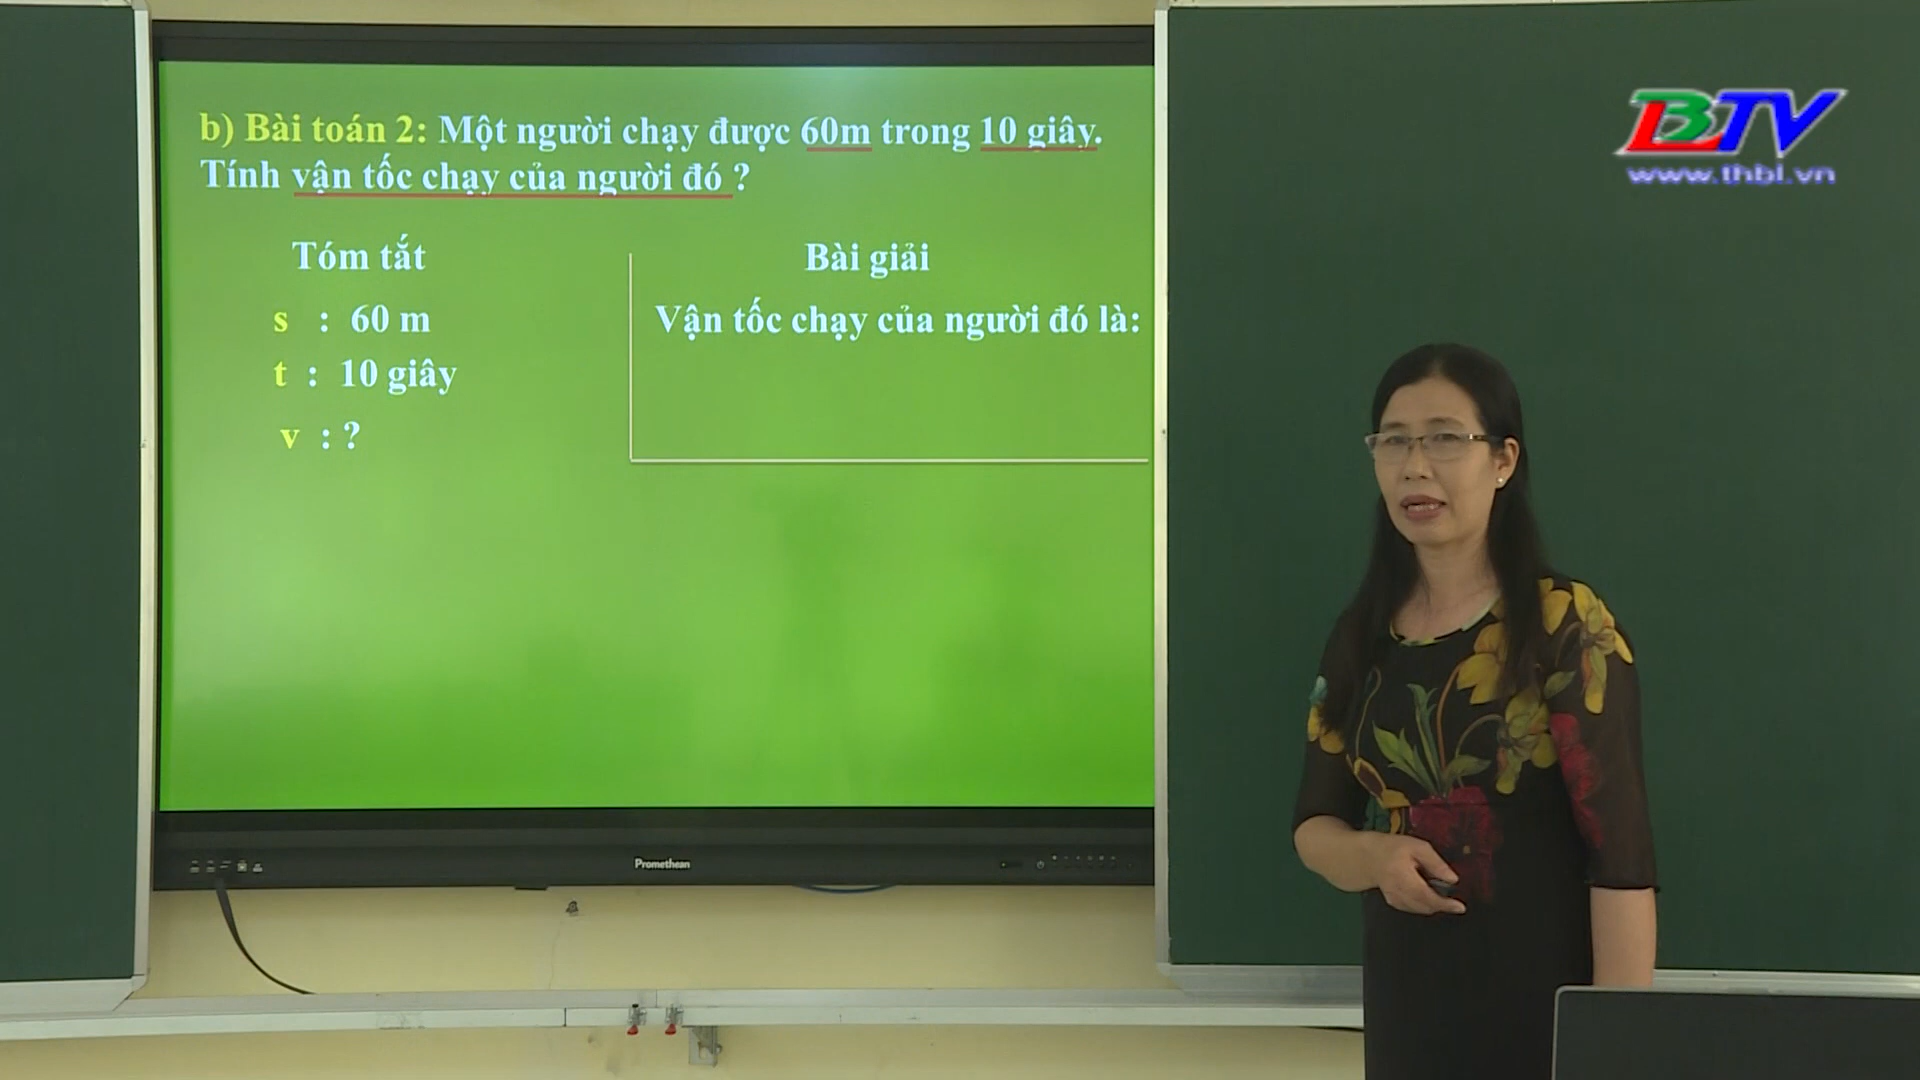 b) Bài toán 2: Một người chạy được 60m trong 10 giây.
Tính vận tốc chạy của người đó ?
Tóm tắt
s : 60 m
t : 10 giây
v : ?
Bài giải
Vận tốc chạy của người đó là:
BTV
www.thbl.vn
Promethean